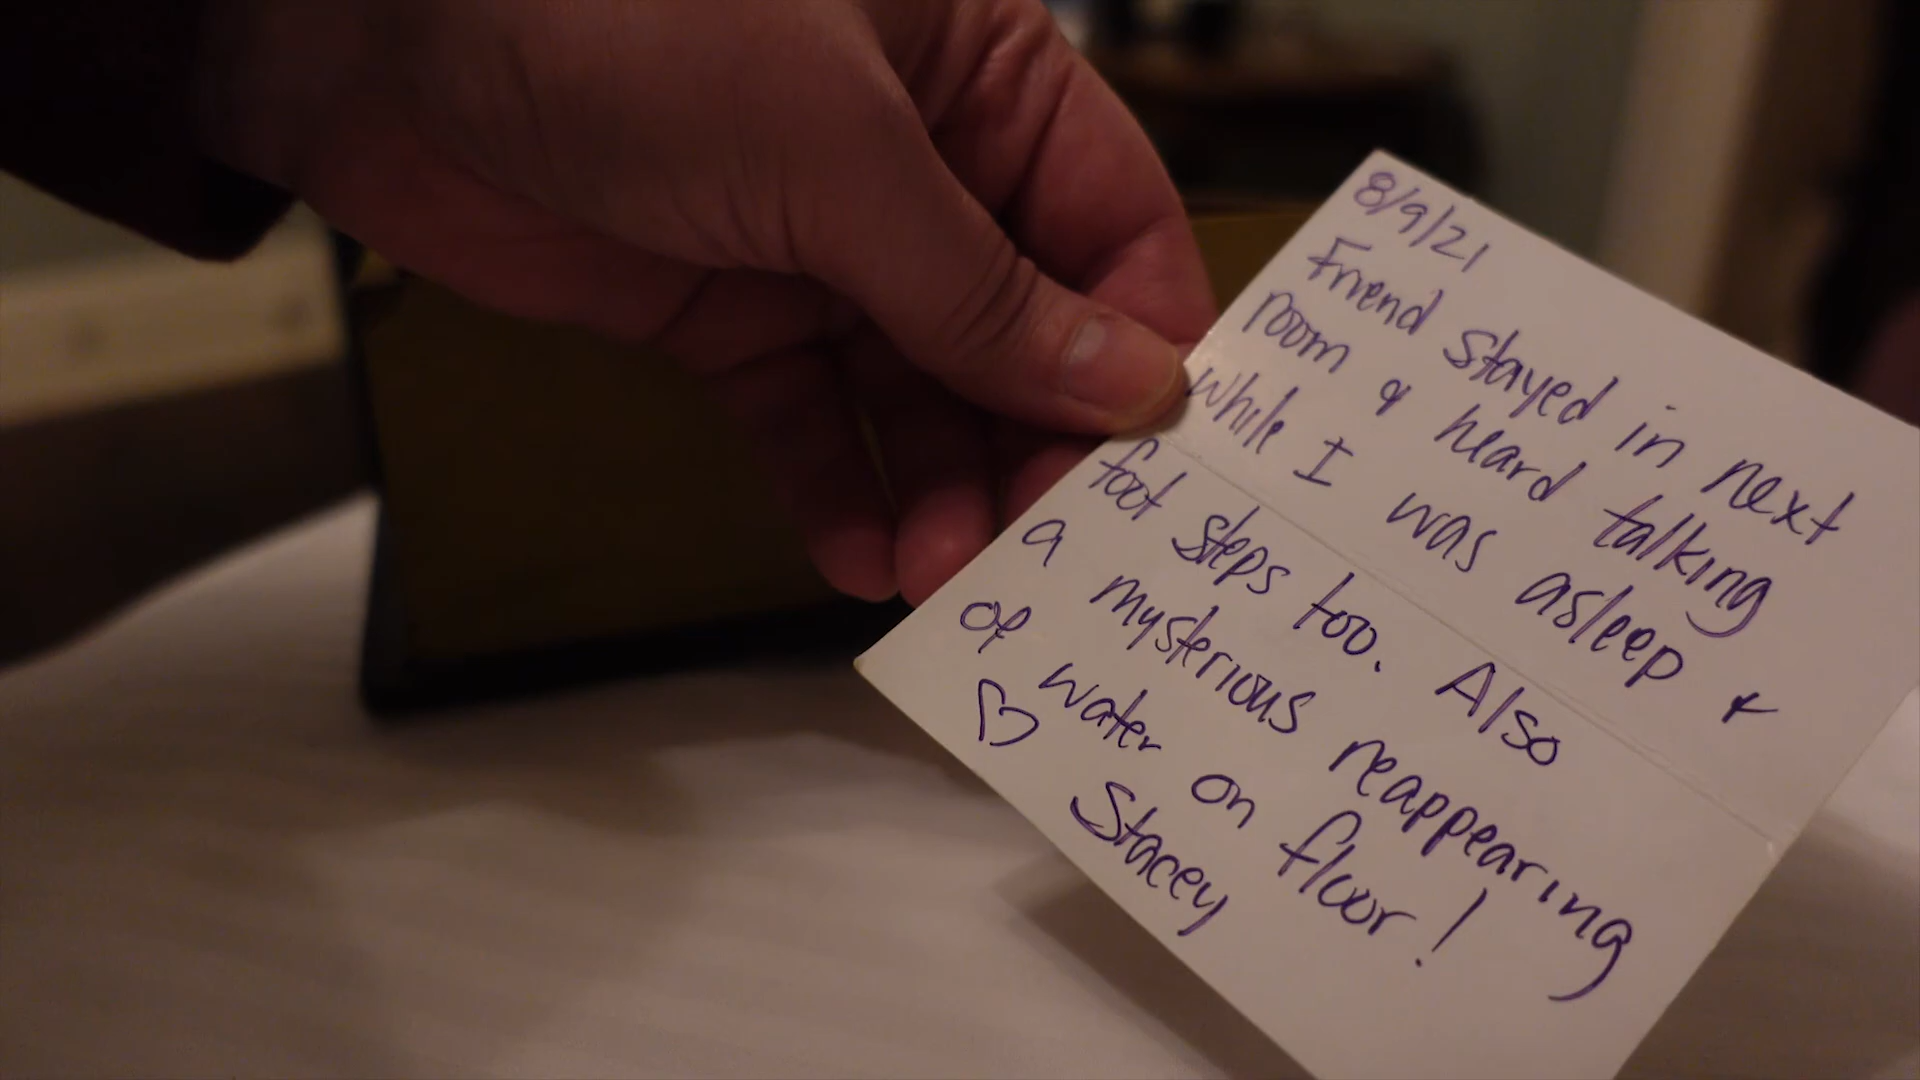 8/9/21
Friend stayed in next
room & heard talking
while I was asleep &
foot steps too. Also
a mysterious reappearing
of water on floor!
♡ Stacey